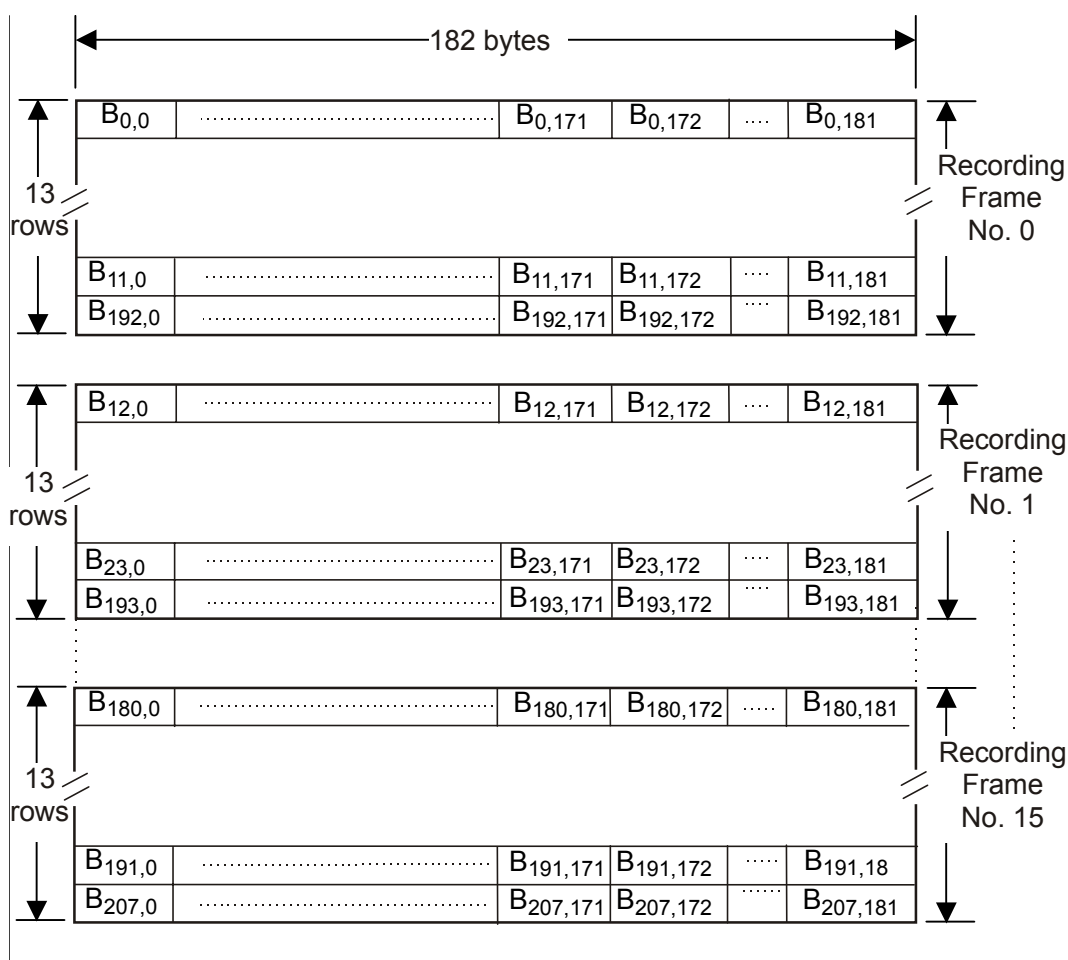 182 bytes
B0,0 .......... B0,171 B0,172 .... B0,181
13 rows
Recording Frame No. 0
B11,0 .......... B11,171 B11,172 .... B11,181
B192,0 .......... B192,171 B192,172 .... B192,181
B12,0 .......... B12,171 B12,172 .... B12,181
13 rows
Recording Frame No. 1
B23,0 .......... B23,171 B23,172 .... B23,181
B193,0 .......... B193,171 B193,172 .... B193,181
B180,0 .......... B180,171 B180,172 ..... B180,181
13 rows
Recording Frame No. 15
B191,0 .......... B191,171 B191,172 ..... B191,18
B207,0 .......... B207,171 B207,172 ...... B207,181